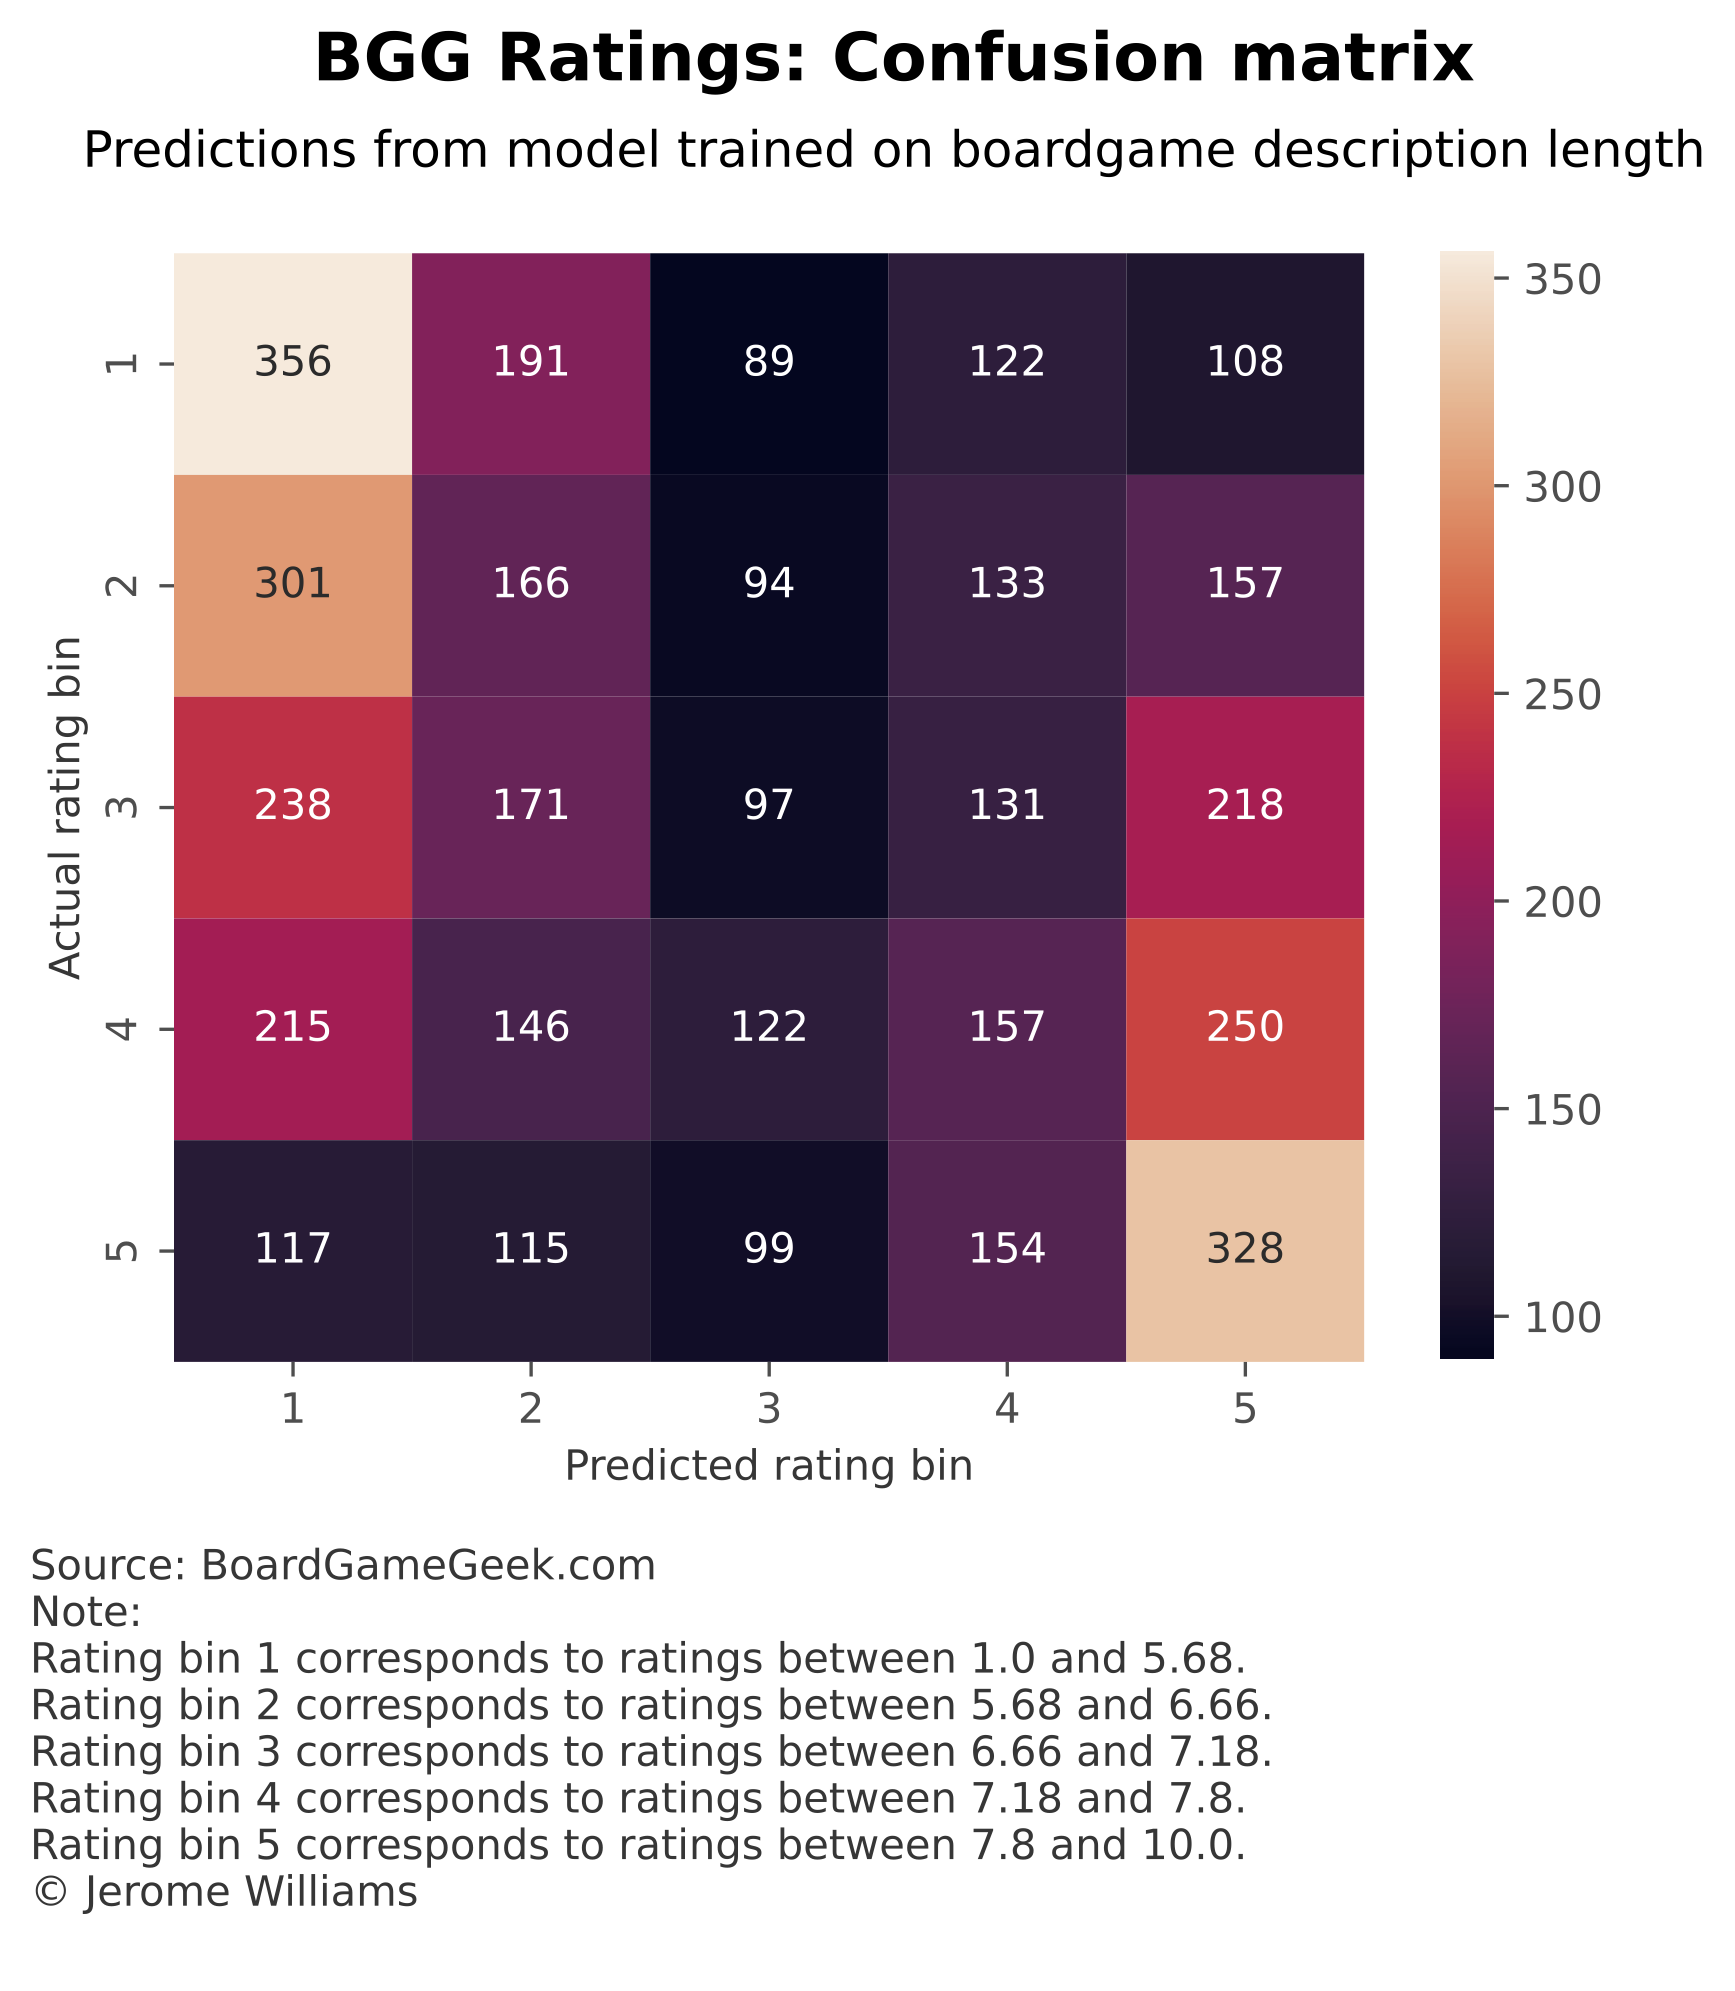 BGG Ratings: Confusion matrix
Predictions from model trained on boardgame description length
356 191 89 122 108
301 166 94 133 157
238 171 97 131 218
215 146 122 157 250
117 115 99 154 328
Actual rating bin
1
2
3
4
5
1 2 3 4 5
Predicted rating bin
350
300
250
200
150
100
Source: BoardGameGeek.com
Note:
Rating bin 1 corresponds to ratings between 1.0 and 5.68.
Rating bin 2 corresponds to ratings between 5.68 and 6.66.
Rating bin 3 corresponds to ratings between 6.66 and 7.18.
Rating bin 4 corresponds to ratings between 7.18 and 7.8.
Rating bin 5 corresponds to ratings between 7.8 and 10.0.
© Jerome Williams